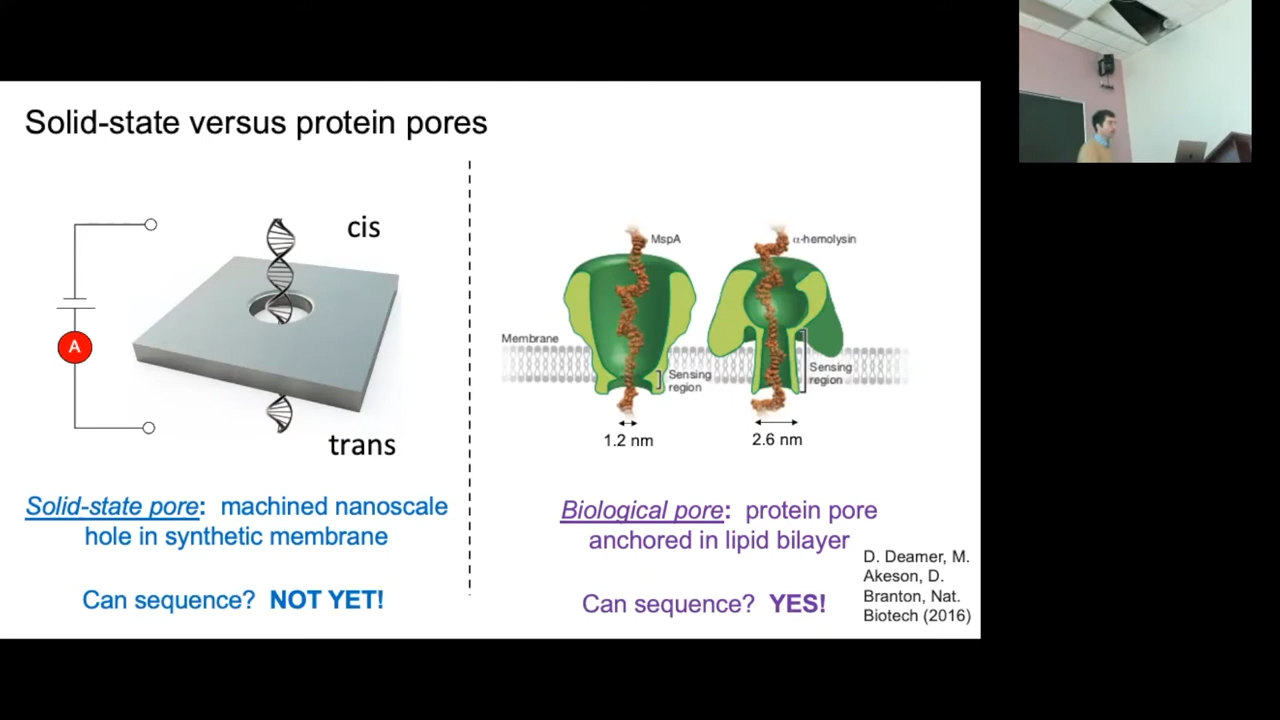 Solid-state versus protein pores
cis
A
trans
Solid-state pore: machined nanoscale
hole in synthetic membrane
Can sequence? NOT YET!
MspA
α-hemolysin
Membrane
Sensing
region
Sensing
region
1.2 nm
2.6 nm
Biological pore: protein pore
anchored in lipid bilayer
Can sequence? YES!
D. Deamer, M.
Akeson, D.
Branton, Nat.
Biotech (2016)